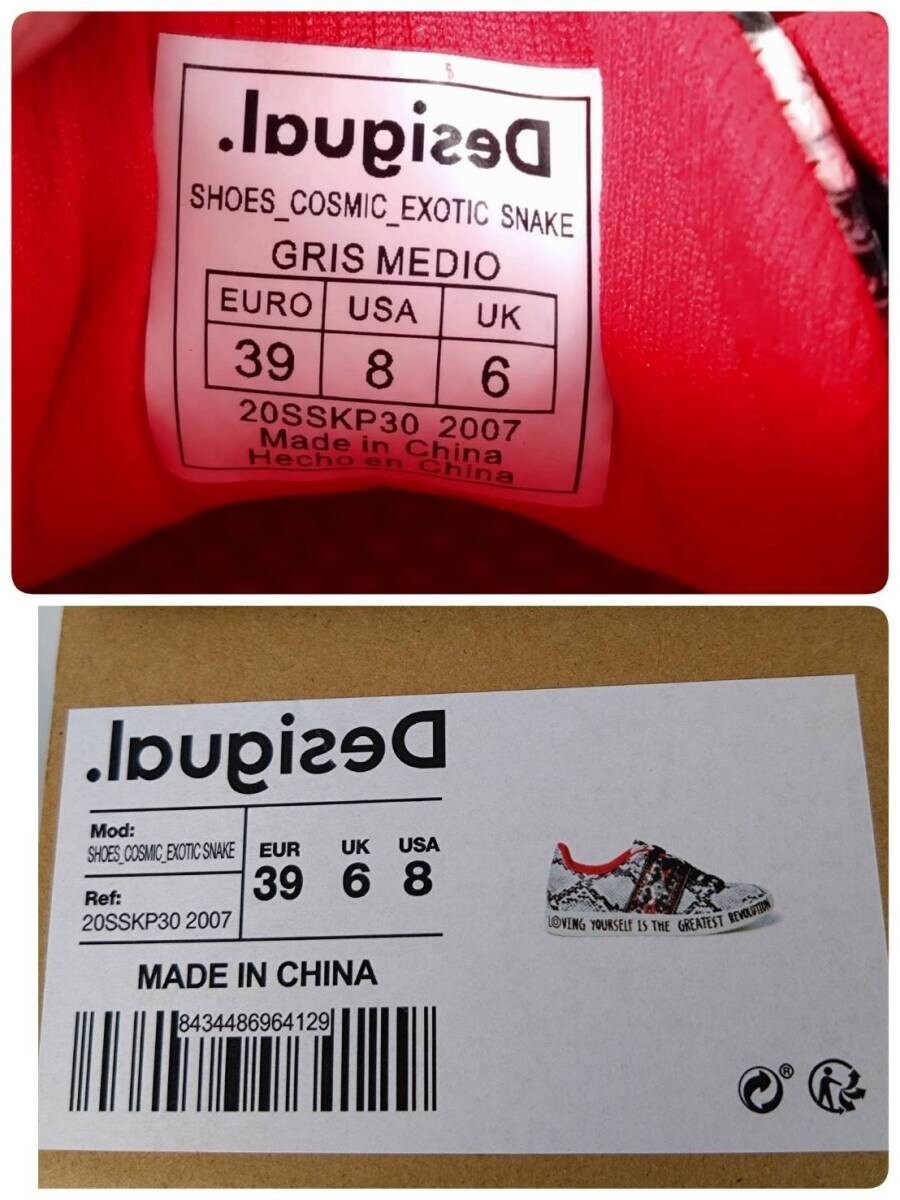 Desigual.
SHOES_COSMIC_EXOTIC SNAKE
GRIS MEDIO
EURO USA UK
39 8 6
20SSKP30 2007
Made in China
Hecho en China
Desigual.
Mod:
SHOES_COSMIC_EXOTIC SNAKE
Ref:
20SSKP30 2007
EUR UK USA
39 6 8
LOVING YOURSELF IS THE GREATEST REVOLUTION
MADE IN CHINA
8434486964129
®